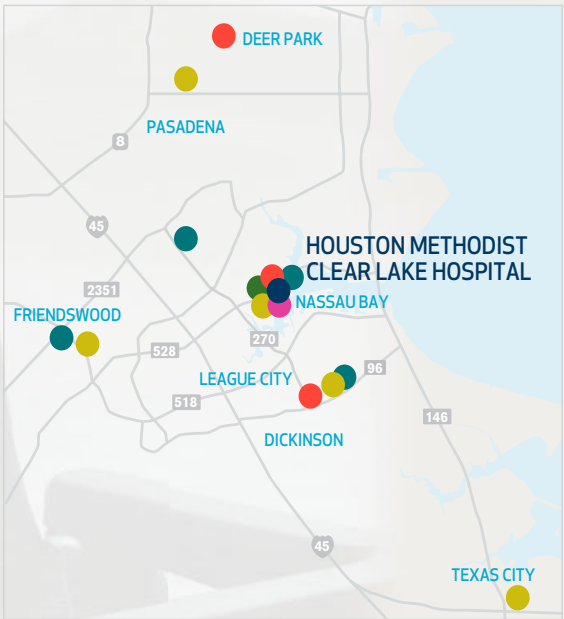 DEER PARK
PASADENA
8
45
HOUSTON METHODIST
CLEAR LAKE HOSPITAL
2351
NASSAU BAY
FRIENDSWOOD
270
528
96
LEAGUE CITY
518
146
DICKINSON
45
TEXAS CITY